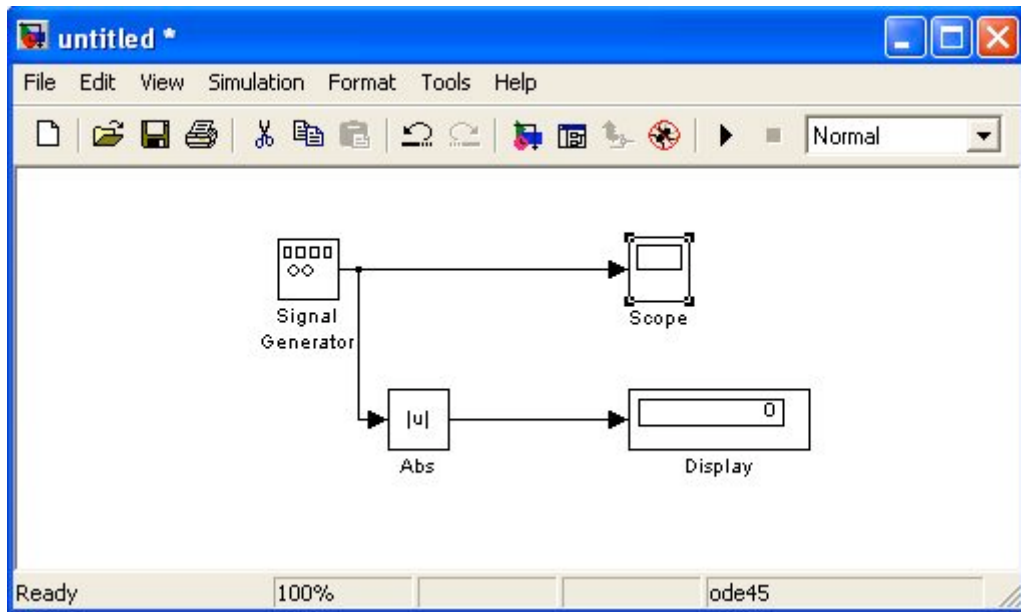 untitled *
File Edit View Simulation Format Tools Help
Normal
Signal
Generator
Scope
|u|
Abs
0
Display
Ready 100% ode45